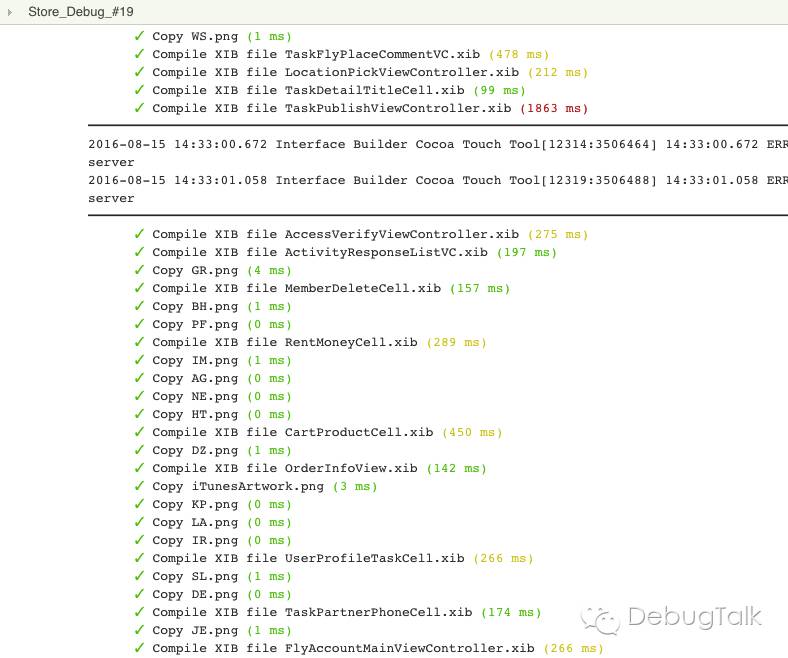 Store_Debug_#19
✓ Copy WS.png (1 ms)
✓ Compile XIB file TaskFlyPlaceCommentVC.xib (478 ms)
✓ Compile XIB file LocationPickViewController.xib (212 ms)
✓ Compile XIB file TaskDetailTitleCell.xib (99 ms)
✓ Compile XIB file TaskPublishViewController.xib (1863 ms)
2016-08-15 14:33:00.672 Interface Builder Cocoa Touch Tool[12314:3506464] 14:33:00.672 ERR
server
2016-08-15 14:33:01.058 Interface Builder Cocoa Touch Tool[12319:3506488] 14:33:01.058 ERR
server
✓ Compile XIB file AccessVerifyViewController.xib (275 ms)
✓ Compile XIB file ActivityResponseListVC.xib (197 ms)
✓ Copy GR.png (4 ms)
✓ Compile XIB file MemberDeleteCell.xib (157 ms)
✓ Copy BH.png (1 ms)
✓ Copy PF.png (0 ms)
✓ Compile XIB file RentMoneyCell.xib (289 ms)
✓ Copy IM.png (1 ms)
✓ Copy AG.png (0 ms)
✓ Copy NE.png (0 ms)
✓ Copy HT.png (0 ms)
✓ Compile XIB file CartProductCell.xib (450 ms)
✓ Copy DZ.png (1 ms)
✓ Compile XIB file OrderInfoView.xib (142 ms)
✓ Copy iTunesArtwork.png (3 ms)
✓ Copy KP.png (0 ms)
✓ Copy LA.png (0 ms)
✓ Copy IR.png (0 ms)
✓ Compile XIB file UserProfileTaskCell.xib (266 ms)
✓ Copy SL.png (1 ms)
✓ Copy DE.png (0 ms)
✓ Compile XIB file TaskPartnerPhoneCell.xib (174 ms)
DebugTalk
✓ Copy JE.png (1 ms)
✓ Compile XIB file FlyAccountMainViewController.xib (266 ms)